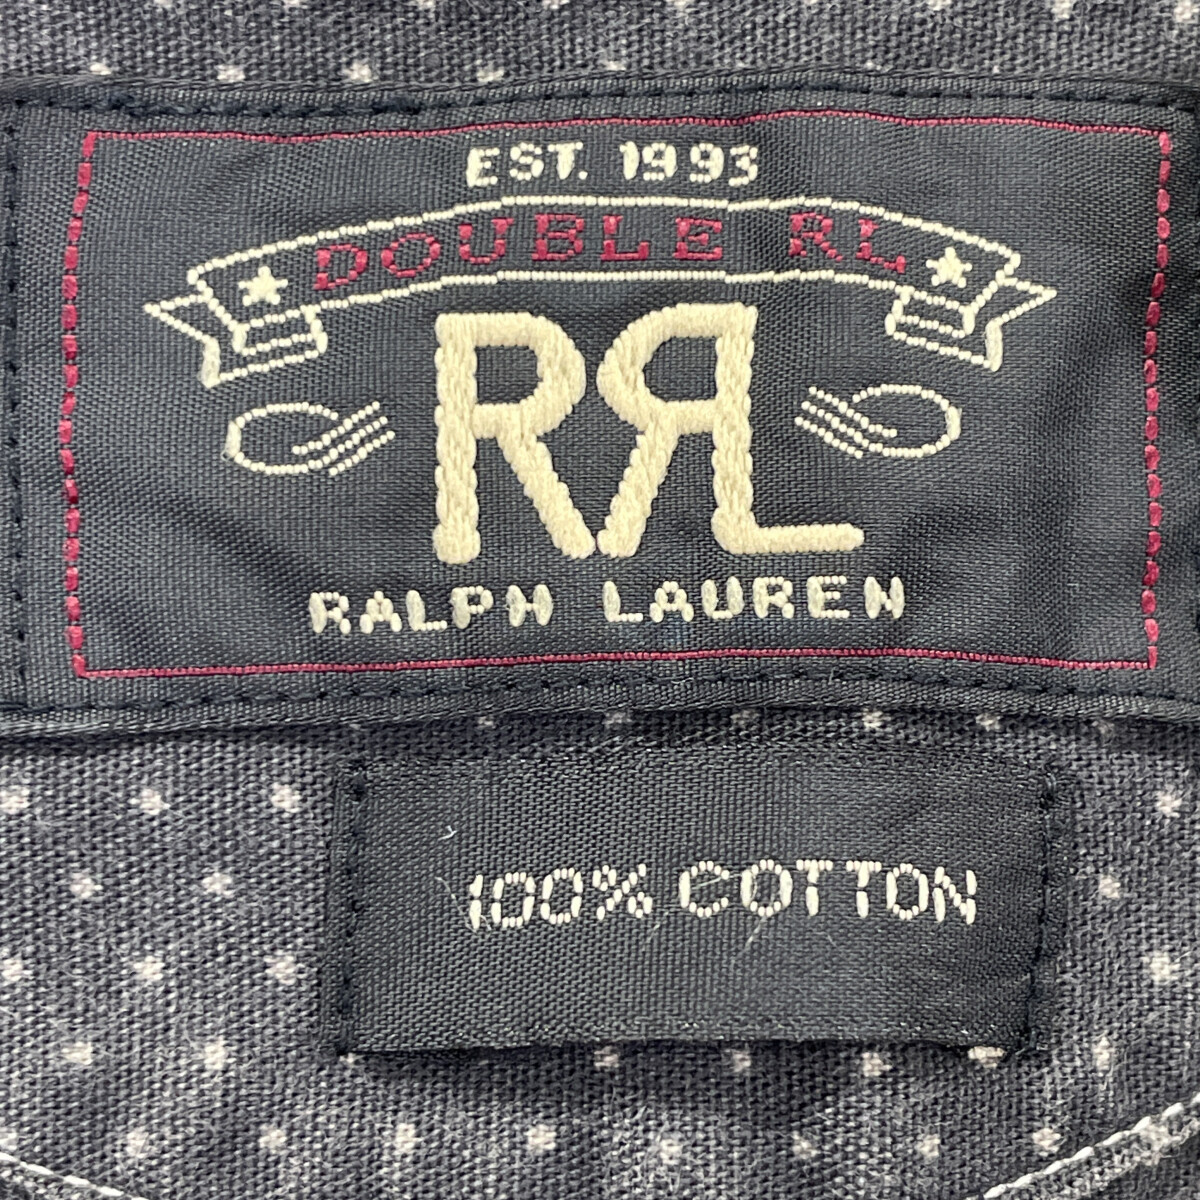 EST. 1993
DOUBLE RL
RRL
RALPH LAUREN
100% COTTON